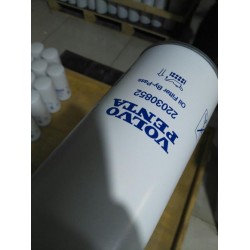 VOLVO
PENTA
22030852
Oil Filter By-Pass